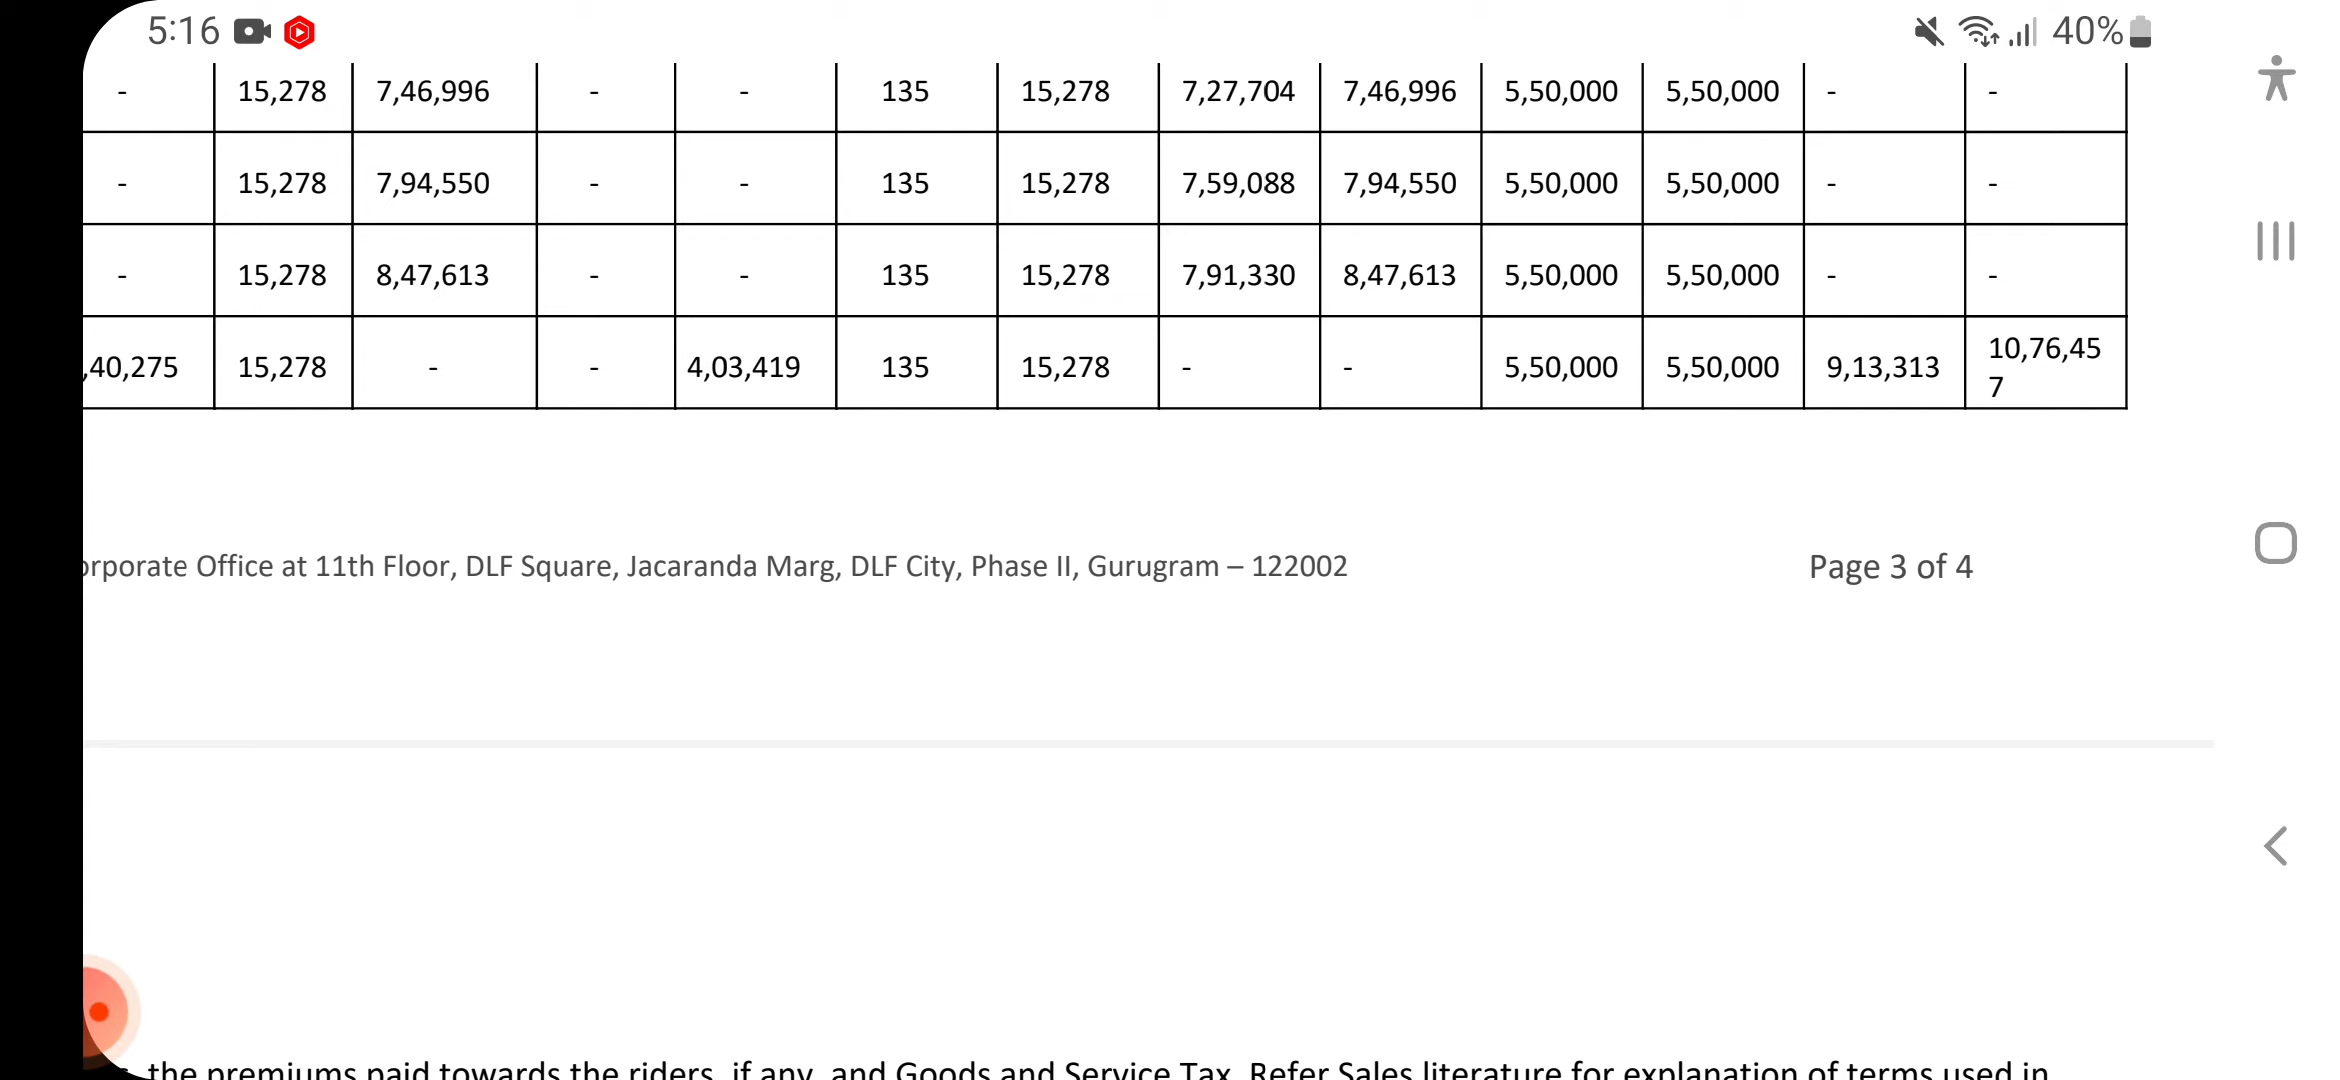 5:16 40%
- 15,278 7,46,996 - - 135 15,278 7,27,704 7,46,996 5,50,000 5,50,000 - -
- 15,278 7,94,550 - - 135 15,278 7,59,088 7,94,550 5,50,000 5,50,000 - -
- 15,278 8,47,613 - - 135 15,278 7,91,330 8,47,613 5,50,000 5,50,000 - -
,40,275 15,278 - - 4,03,419 135 15,278 - - 5,50,000 5,50,000 9,13,313 10,76,45
7
orporate Office at 11th Floor, DLF Square, Jacaranda Marg, DLF City, Phase II, Gurugram – 122002 Page 3 of 4
, the premiums paid towards the riders, if any, and Goods and Service Tax. Refer Sales literature for explanation of terms used in